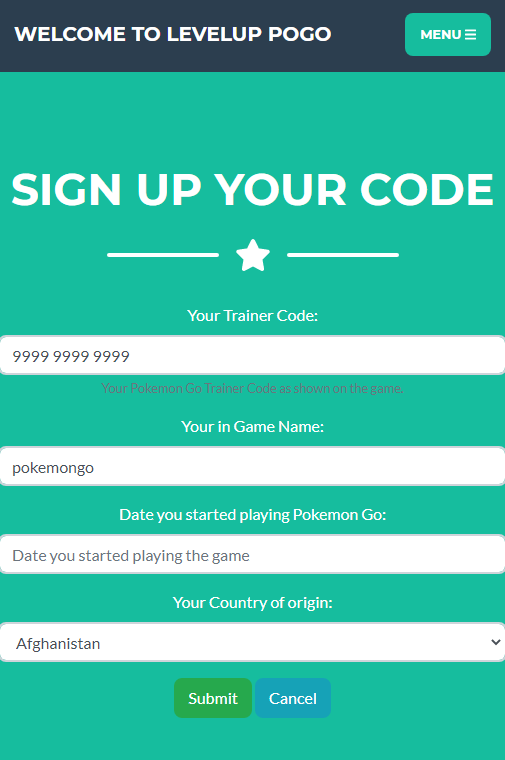 WELCOME TO LEVELUP POGO
MENU
SIGN UP YOUR CODE
Your Trainer Code:
9999 9999 9999
Your Pokemon Go Trainer Code as shown on the game.
Your in Game Name:
pokemongo
Date you started playing Pokemon Go:
Date you started playing the game
Your Country of origin:
Afghanistan
Submit Cancel